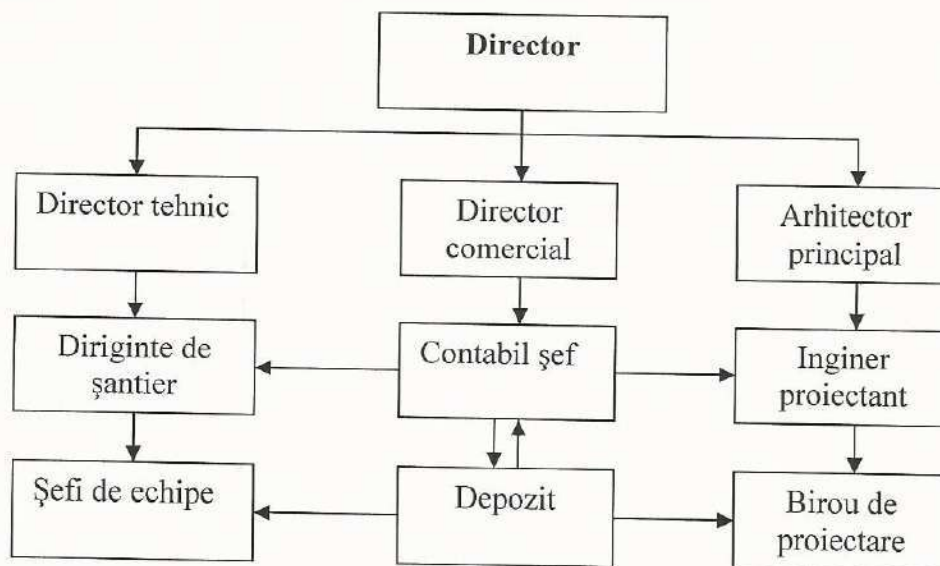 Director
Director tehnic
Director
comercial
Arhitector
principal
Diriginte de
şantier
Contabil şef
Inginer
proiectant
Şefi de echipe
Depozit
Birou de
proiectare